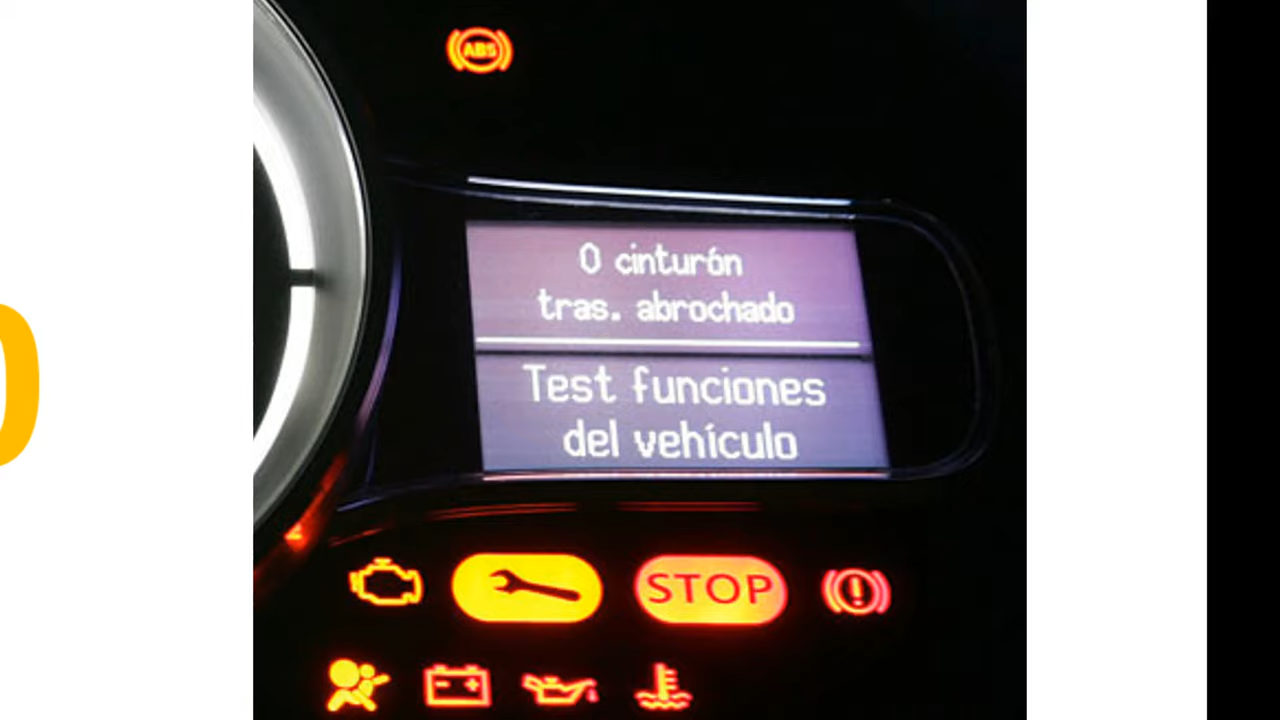 ABS
0 cinturón
tras. abrochado
Test funciones
del vehículo
STOP